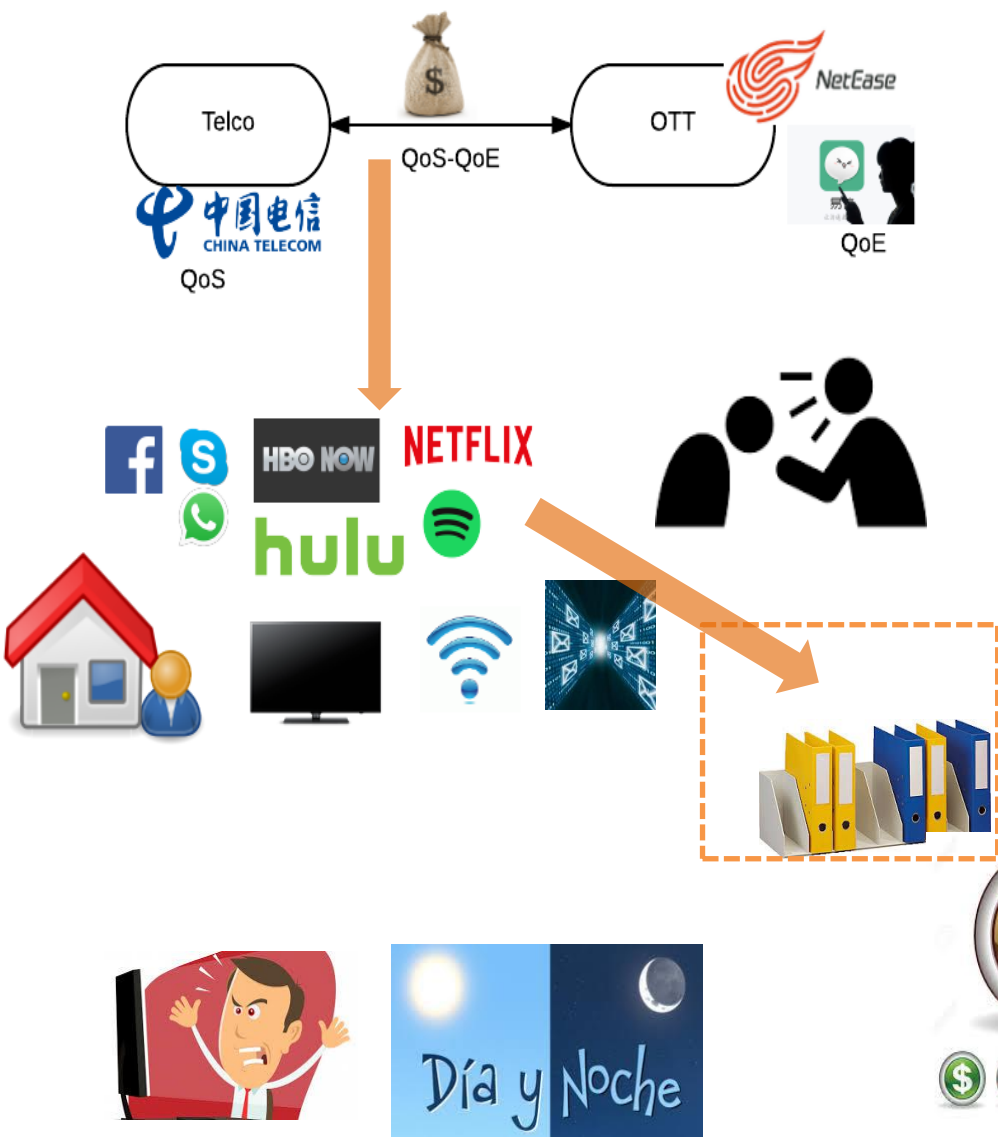 $
Telco
OTT
NetEase
QoS-QoE
中国电信
CHINA TELECOM
QoS
QoE
f
S
HBO NOW
NETFLIX
hulu
Día y Noche
$